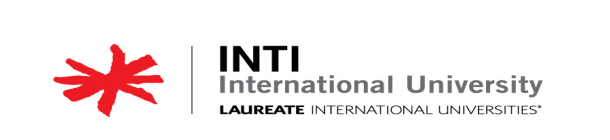 INTI
International University
LAUREATE INTERNATIONAL UNIVERSITIES*